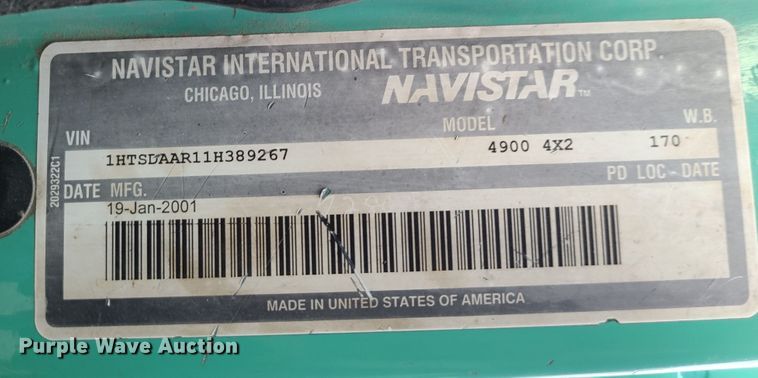 NAVISTAR INTERNATIONAL TRANSPORTATION CORP.
CHICAGO, ILLINOIS NAVISTAR™
VIN MODEL W.B.
1HTSDAAR11H389267 4900 4X2 170
DATE MFG. PD LOC - DATE
19-Jan-2001
MADE IN UNITED STATES OF AMERICA
2029322C1
Purple Wave Auction